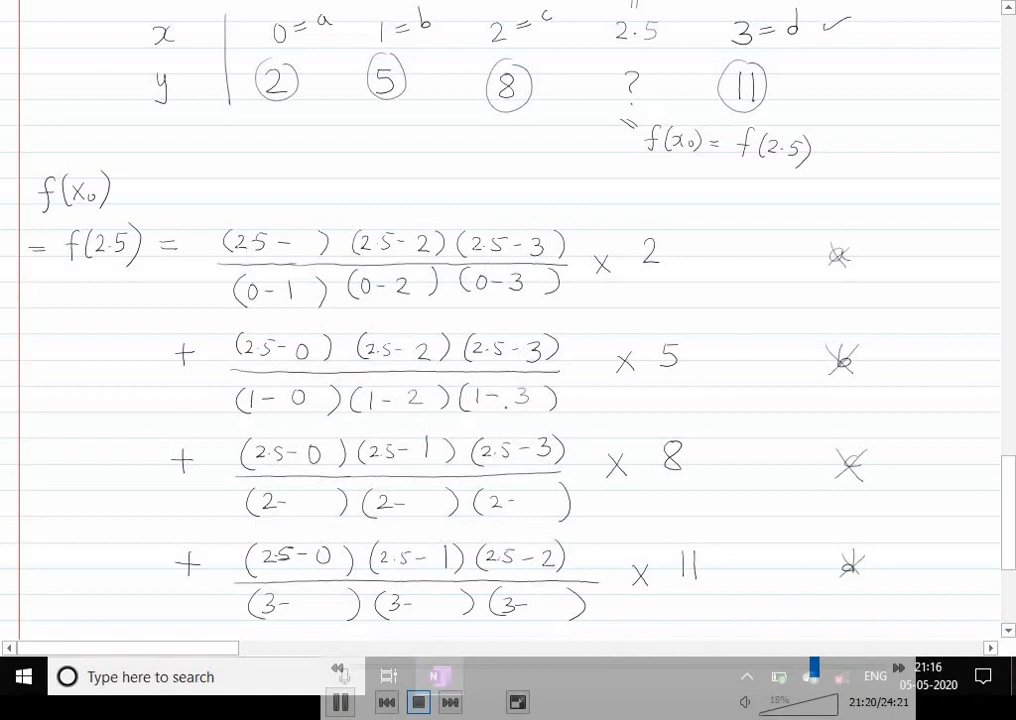 x | 0 = a 1 = b 2 = c 2.5 3 = d ✓
y | 2 5 8 ? 11
= f(x₀) = f(2.5)
f(x₀)
= f(2.5) = (2.5 - ) (2.5 - 2) (2.5 - 3) / (0 - 1) (0 - 2) (0 - 3) × 2 a
+ (2.5 - 0) (2.5 - 2) (2.5 - 3) / (1 - 0) (1 - 2) (1 - .3) × 5 b
+ (2.5 - 0) (2.5 - 1) (2.5 - 3) / (2 - ) (2 - ) (2 - ) × 8 c
+ (2.5 - 0) (2.5 - 1) (2.5 - 2) / (3 - ) (3 - ) (3 - ) × 11 d
Type here to search
ENG
21:16
05-05-2020
18%
21:20/24:21